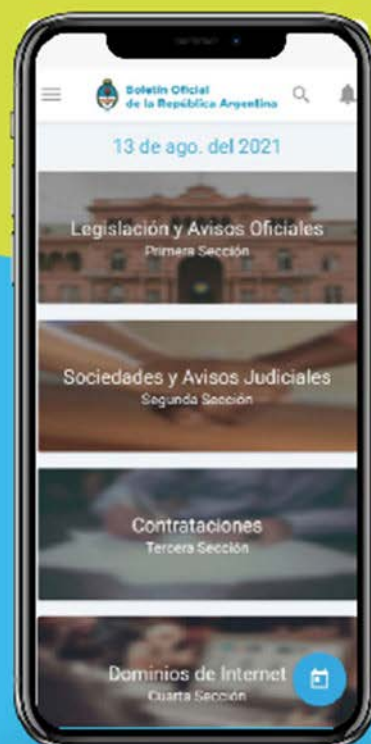 Boletín Oficial
de la República Argentina
13 de ago. del 2021
Legislación y Avisos Oficiales
Primera Sección
Sociedades y Avisos Judiciales
Segunda Sección
Contrataciones
Tercera Sección
Dominios de Internet
Cuarta Sección